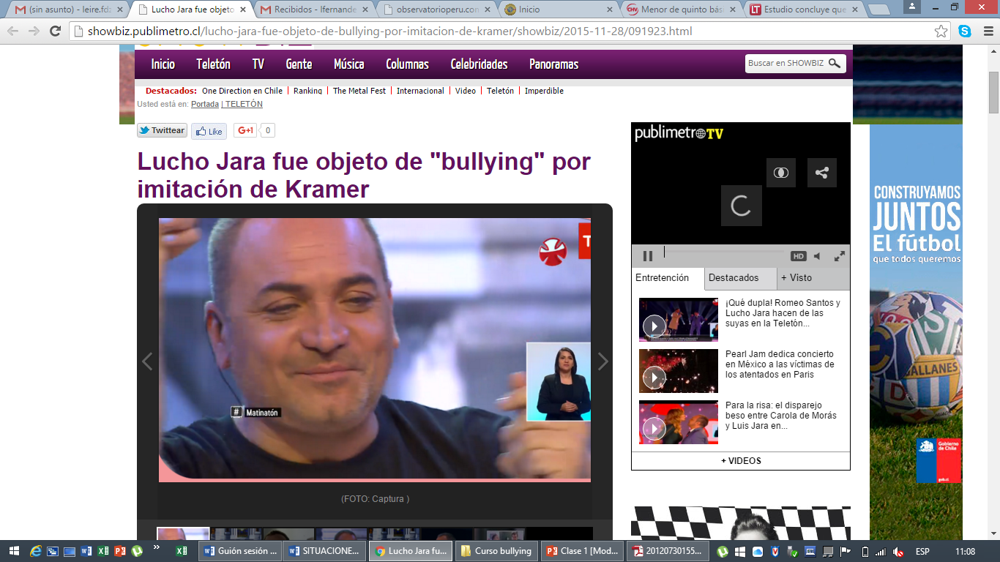 (sin asunto) - leire.fdz
Lucho Jara fue objeto
Recibidos - lfernande
observatorioperu.com
Inicio
Menor de quinto bás
Estudio concluye que
showbiz.publimetro.cl/lucho-jara-fue-objeto-de-bullying-por-imitacion-de-kramer/showbiz/2015-11-28/091923.html
Inicio Teletón TV Gente Música Columnas Celebridades Panoramas
Buscar en SHOWBIZ
Destacados: One Direction en Chile | Ranking | The Metal Fest | Internacional | Video | Teletón | Imperdible
Usted está en: Portada | TELETÓN
Twittear
Like
G+1
0
Lucho Jara fue objeto de "bullying" por
imitación de Kramer
# Matinatón
(FOTO: Captura )
publimetro TV
HD
Entretención
Destacados
+ Visto
¡Qué dupla! Romeo Santos y
Lucho Jara hacen de las
suyas en la Teletón...
Pearl Jam dedica concierto
en México a las víctimas de
los atentados en Paris
Para la risa: el disparejo
beso entre Carola de Morás
y Luis Jara en...
+ VIDEOS
CONSTRUYAMOS
JUNTOS
El fútbol
que todos queremos
ALLANES
Gobierno
de Chile
gob.cl
Guión sesión ...
SITUACIONE...
Lucho Jara fu...
Curso bullying
Clase 1 [Mod...
20120730155...
ESP
11:08